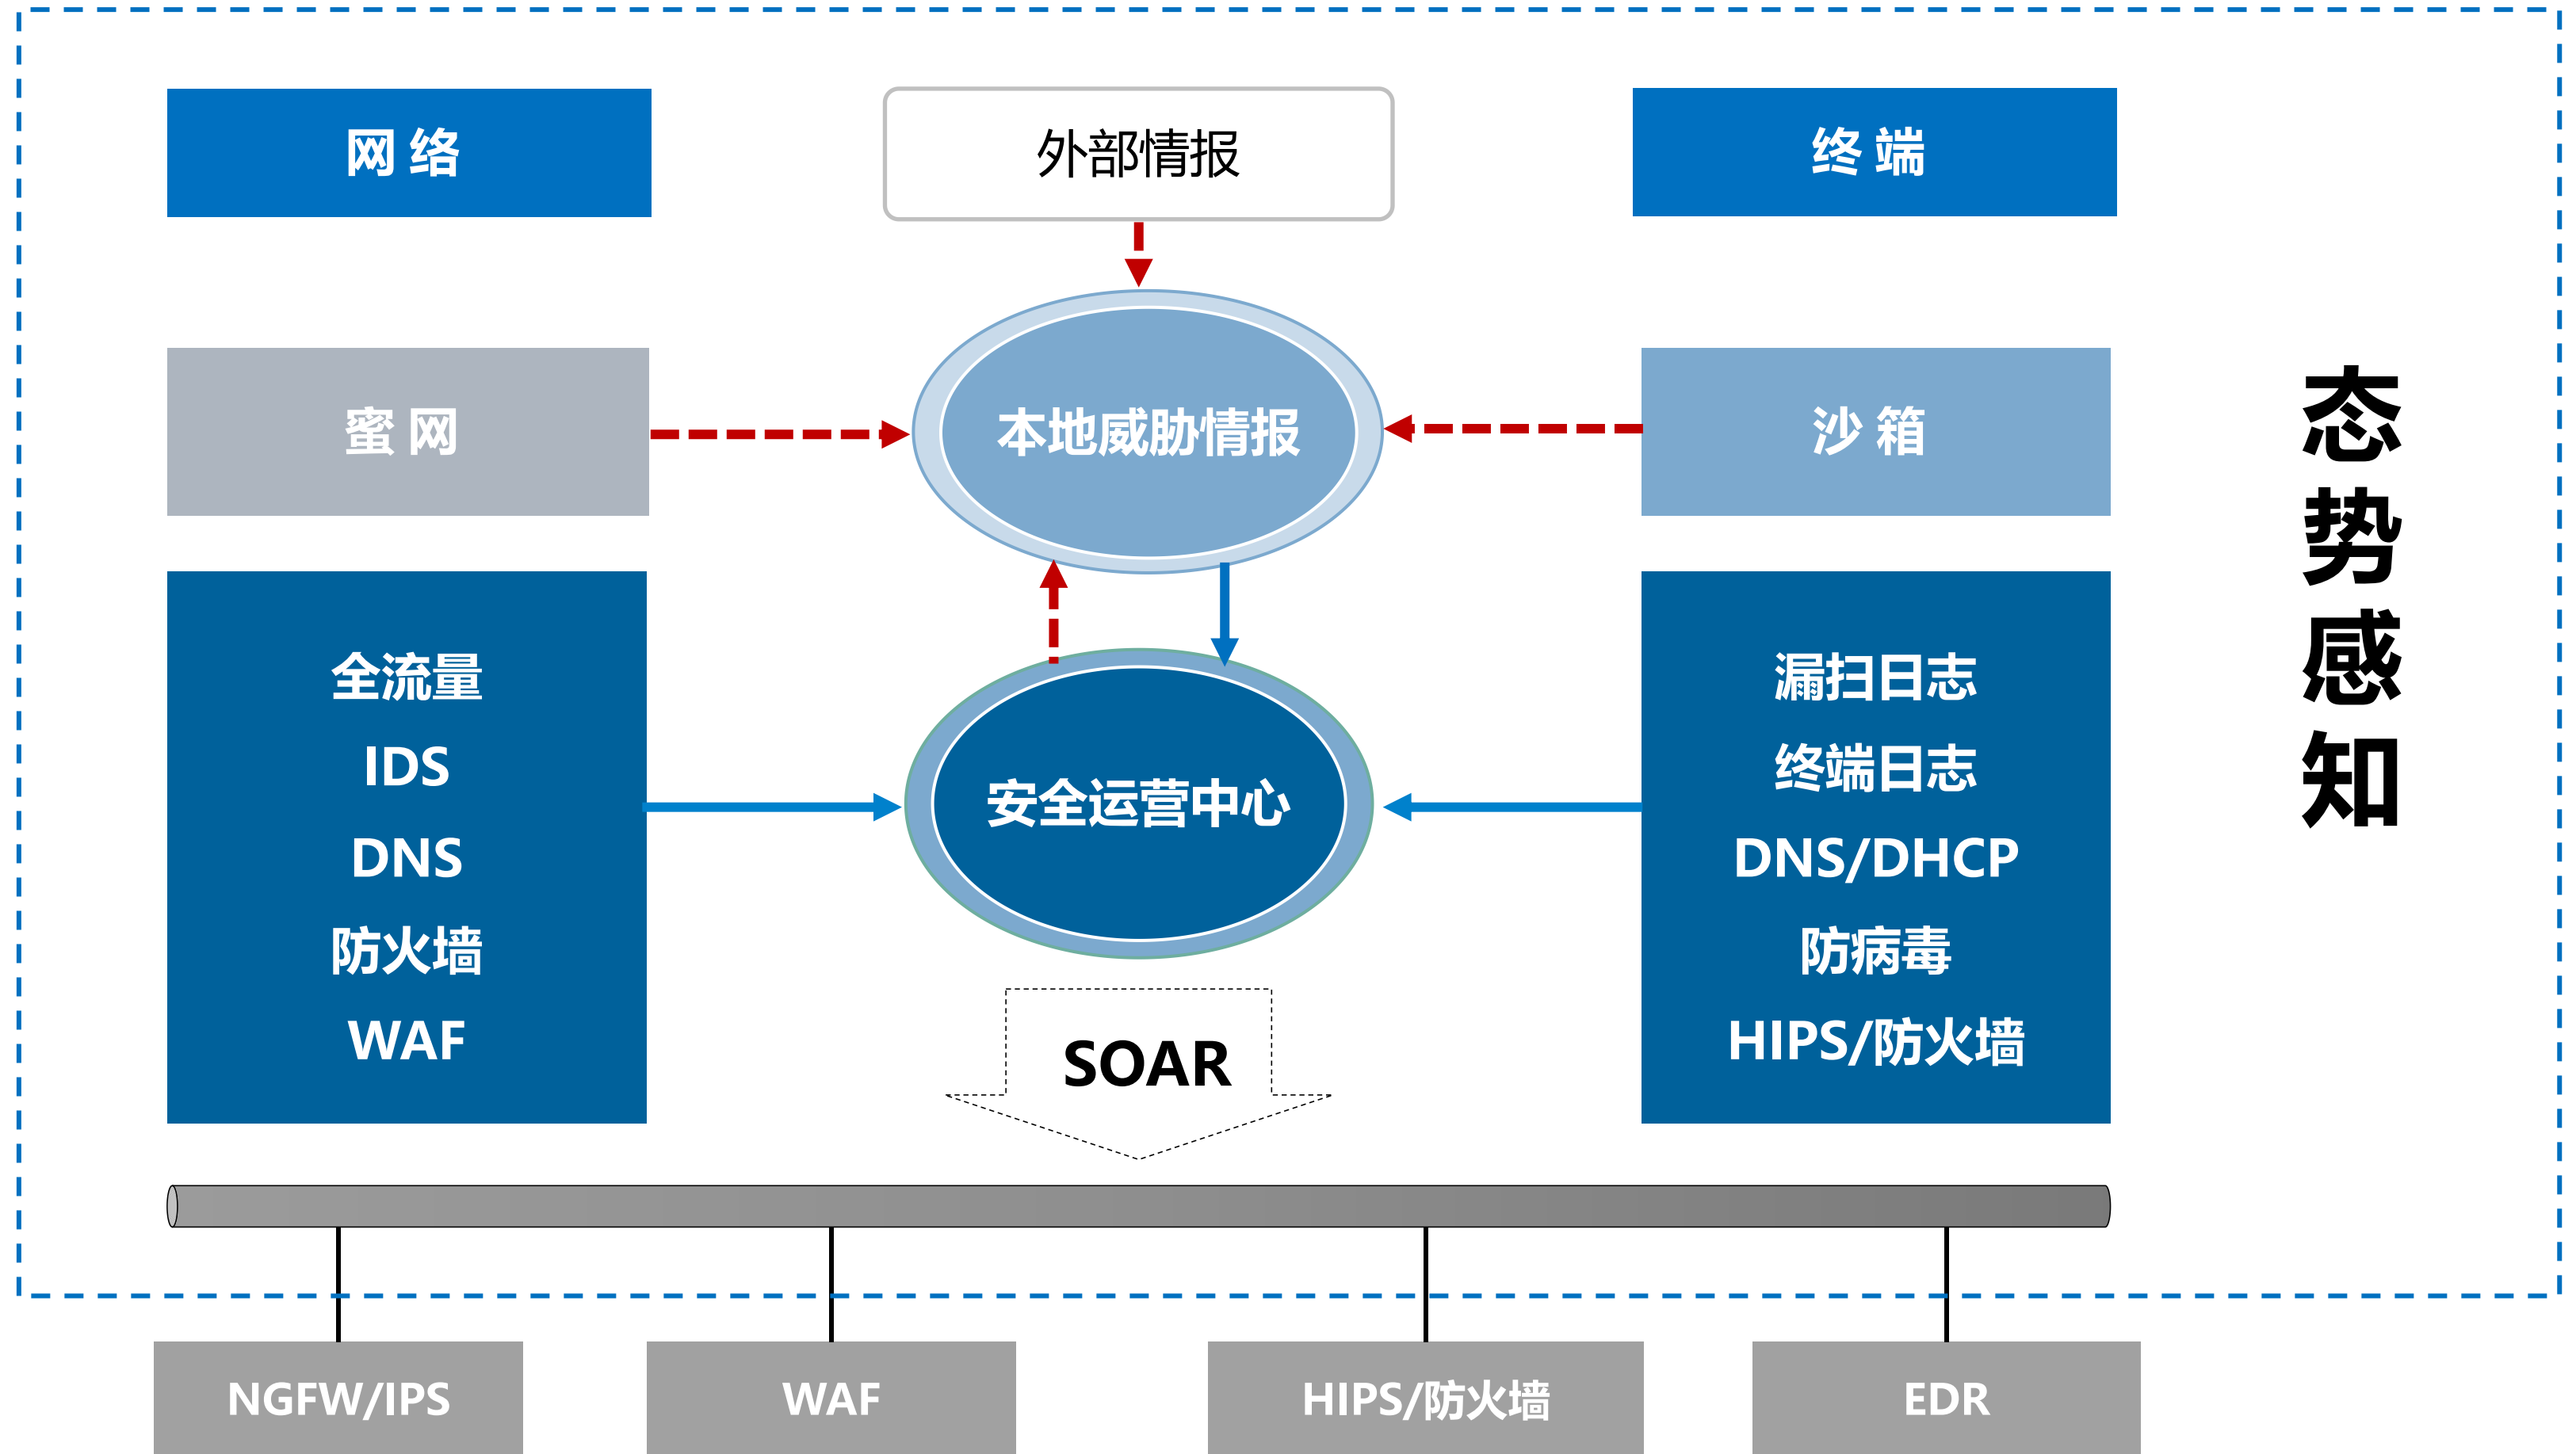 网 络
外部情报
终 端
蜜 网
本地威胁情报
沙 箱
态
势
感
知
全流量
IDS
DNS
防火墙
WAF
安全运营中心
漏扫日志
终端日志
DNS/DHCP
防病毒
HIPS/防火墙
SOAR
NGFW/IPS
WAF
HIPS/防火墙
EDR